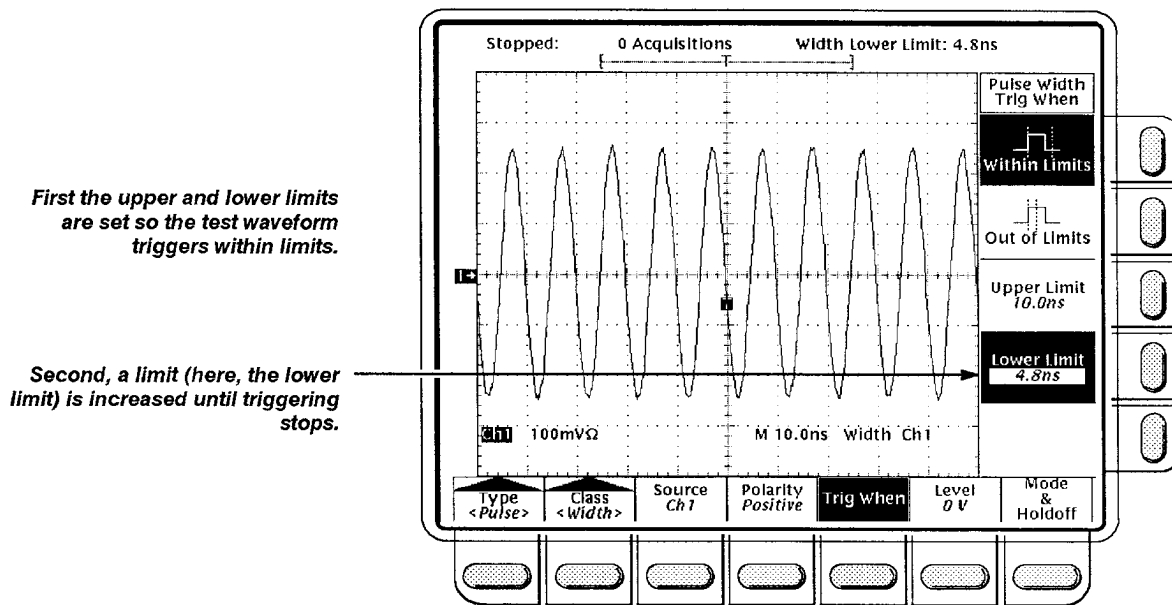 Stopped: 0 Acquisitions Width Lower Limit: 4.8ns
T
Pulse Width
Trig When
Within Limits
Out of Limits
Upper Limit
10.0ns
Lower Limit
4.8ns
First the upper and lower limits
are set so the test waveform
triggers within limits.
Second, a limit (here, the lower
limit) is increased until triggering
stops.
1→
Ch1 100mVΩ M 10.0ns Width Ch1
Type
<Pulse>
Class
<Width>
Source
Ch1
Polarity
Positive
Trig When
Level
0 V
Mode
&
Holdoff